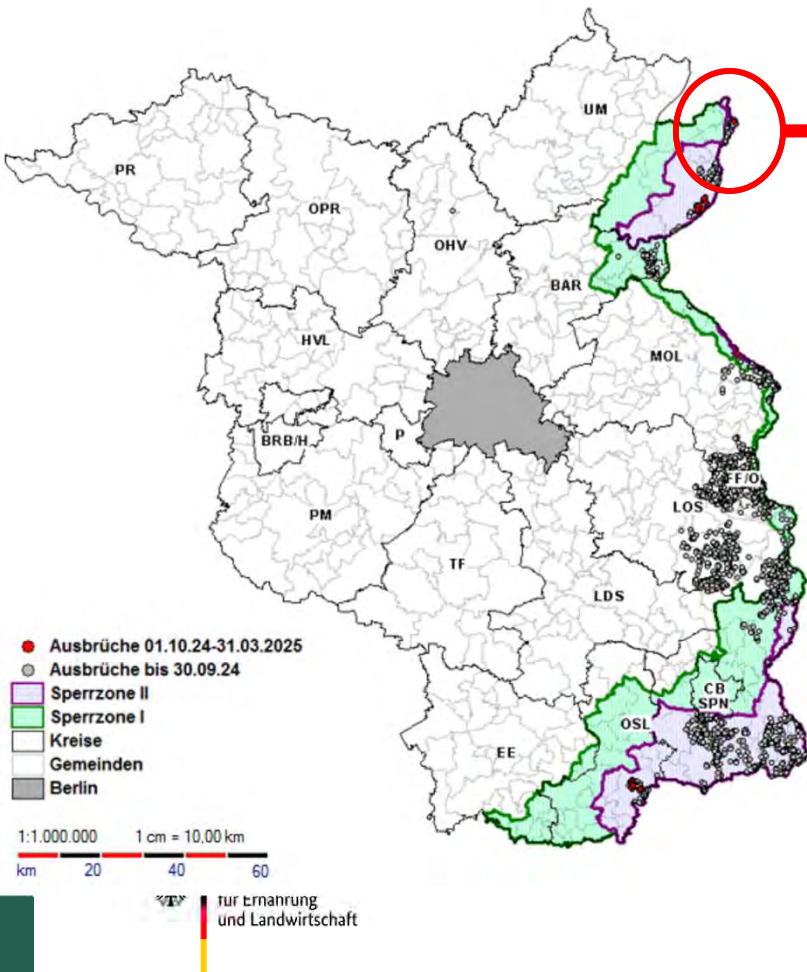 UM
PR
OPR
OHV
BAR
HVL
MOL
BRB/H
P
FF/O
LOS
PM
TF
LDS
CB
SPN
OSL
EE
Ausbrüche 01.10.24-31.03.2025
Ausbrüche bis 30.09.24
Sperrzone II
Sperrzone I
Kreise
Gemeinden
Berlin
1:1.000.000 1 cm = 10,00 km
km 20 40 60
für Ernährung
und Landwirtschaft